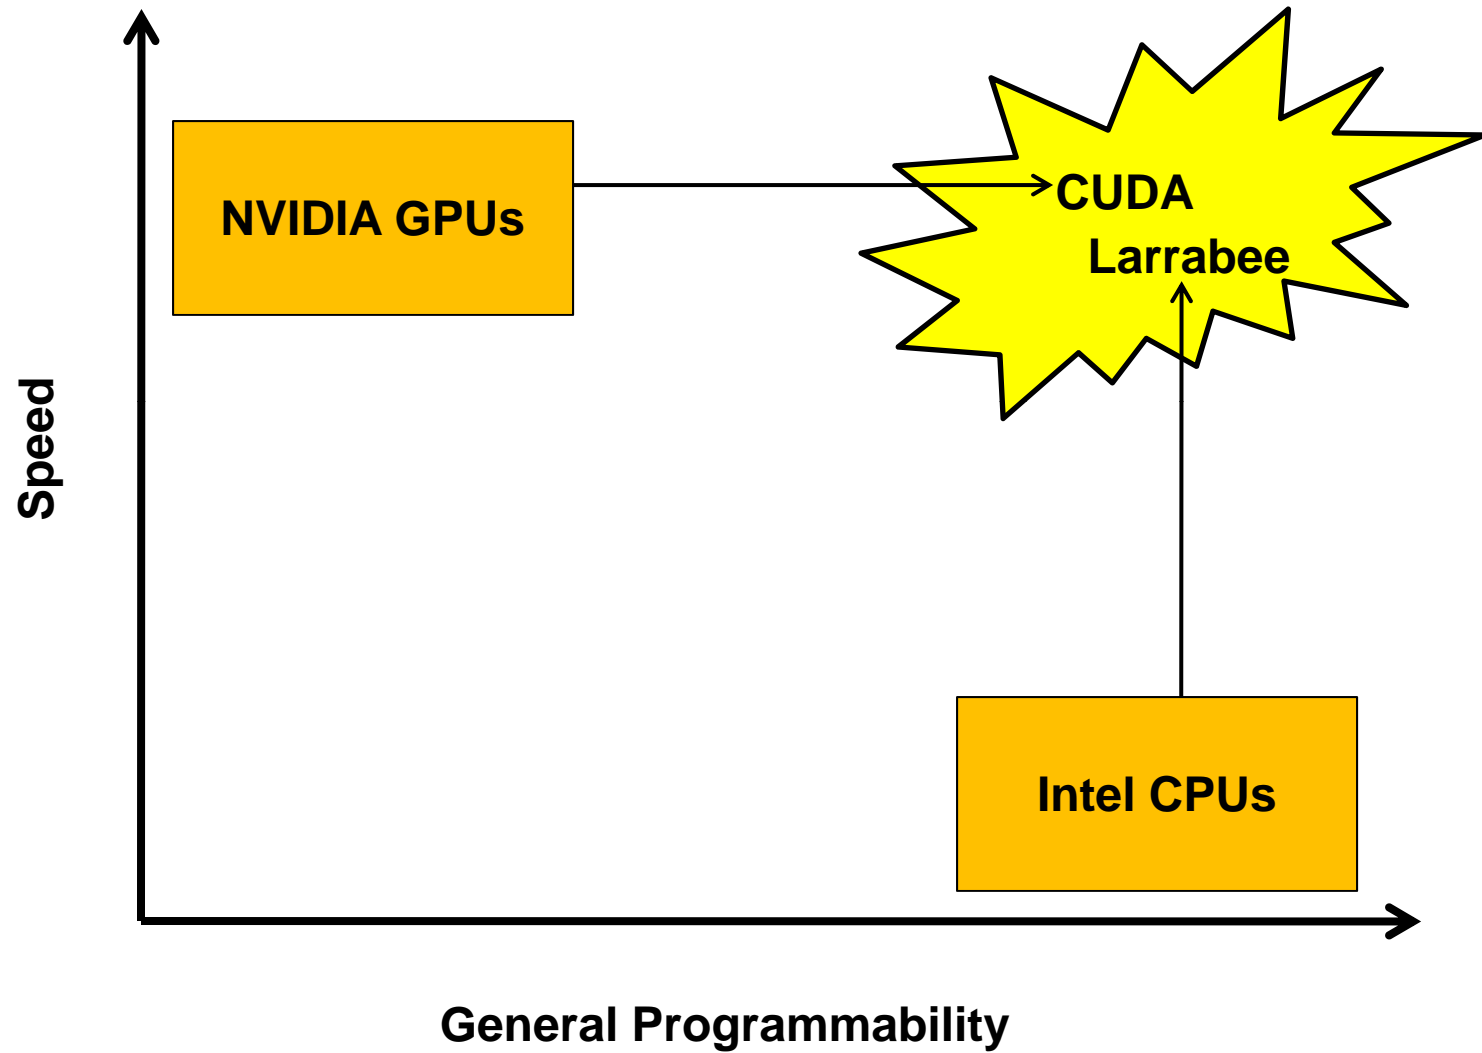 NVIDIA GPUs
CUDA
Larrabee
Speed
Intel CPUs
General Programmability